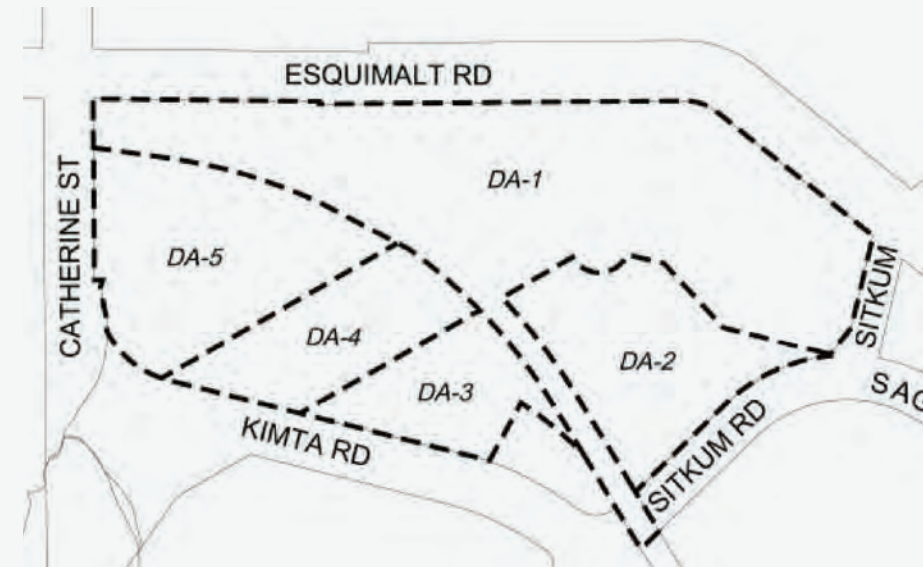 ESQUIMALT RD
DA-1
CATHERINE ST
DA-5
SITKUM
DA-4
DA-2
DA-3
SAG
KIMTA RD
SITKUM RD